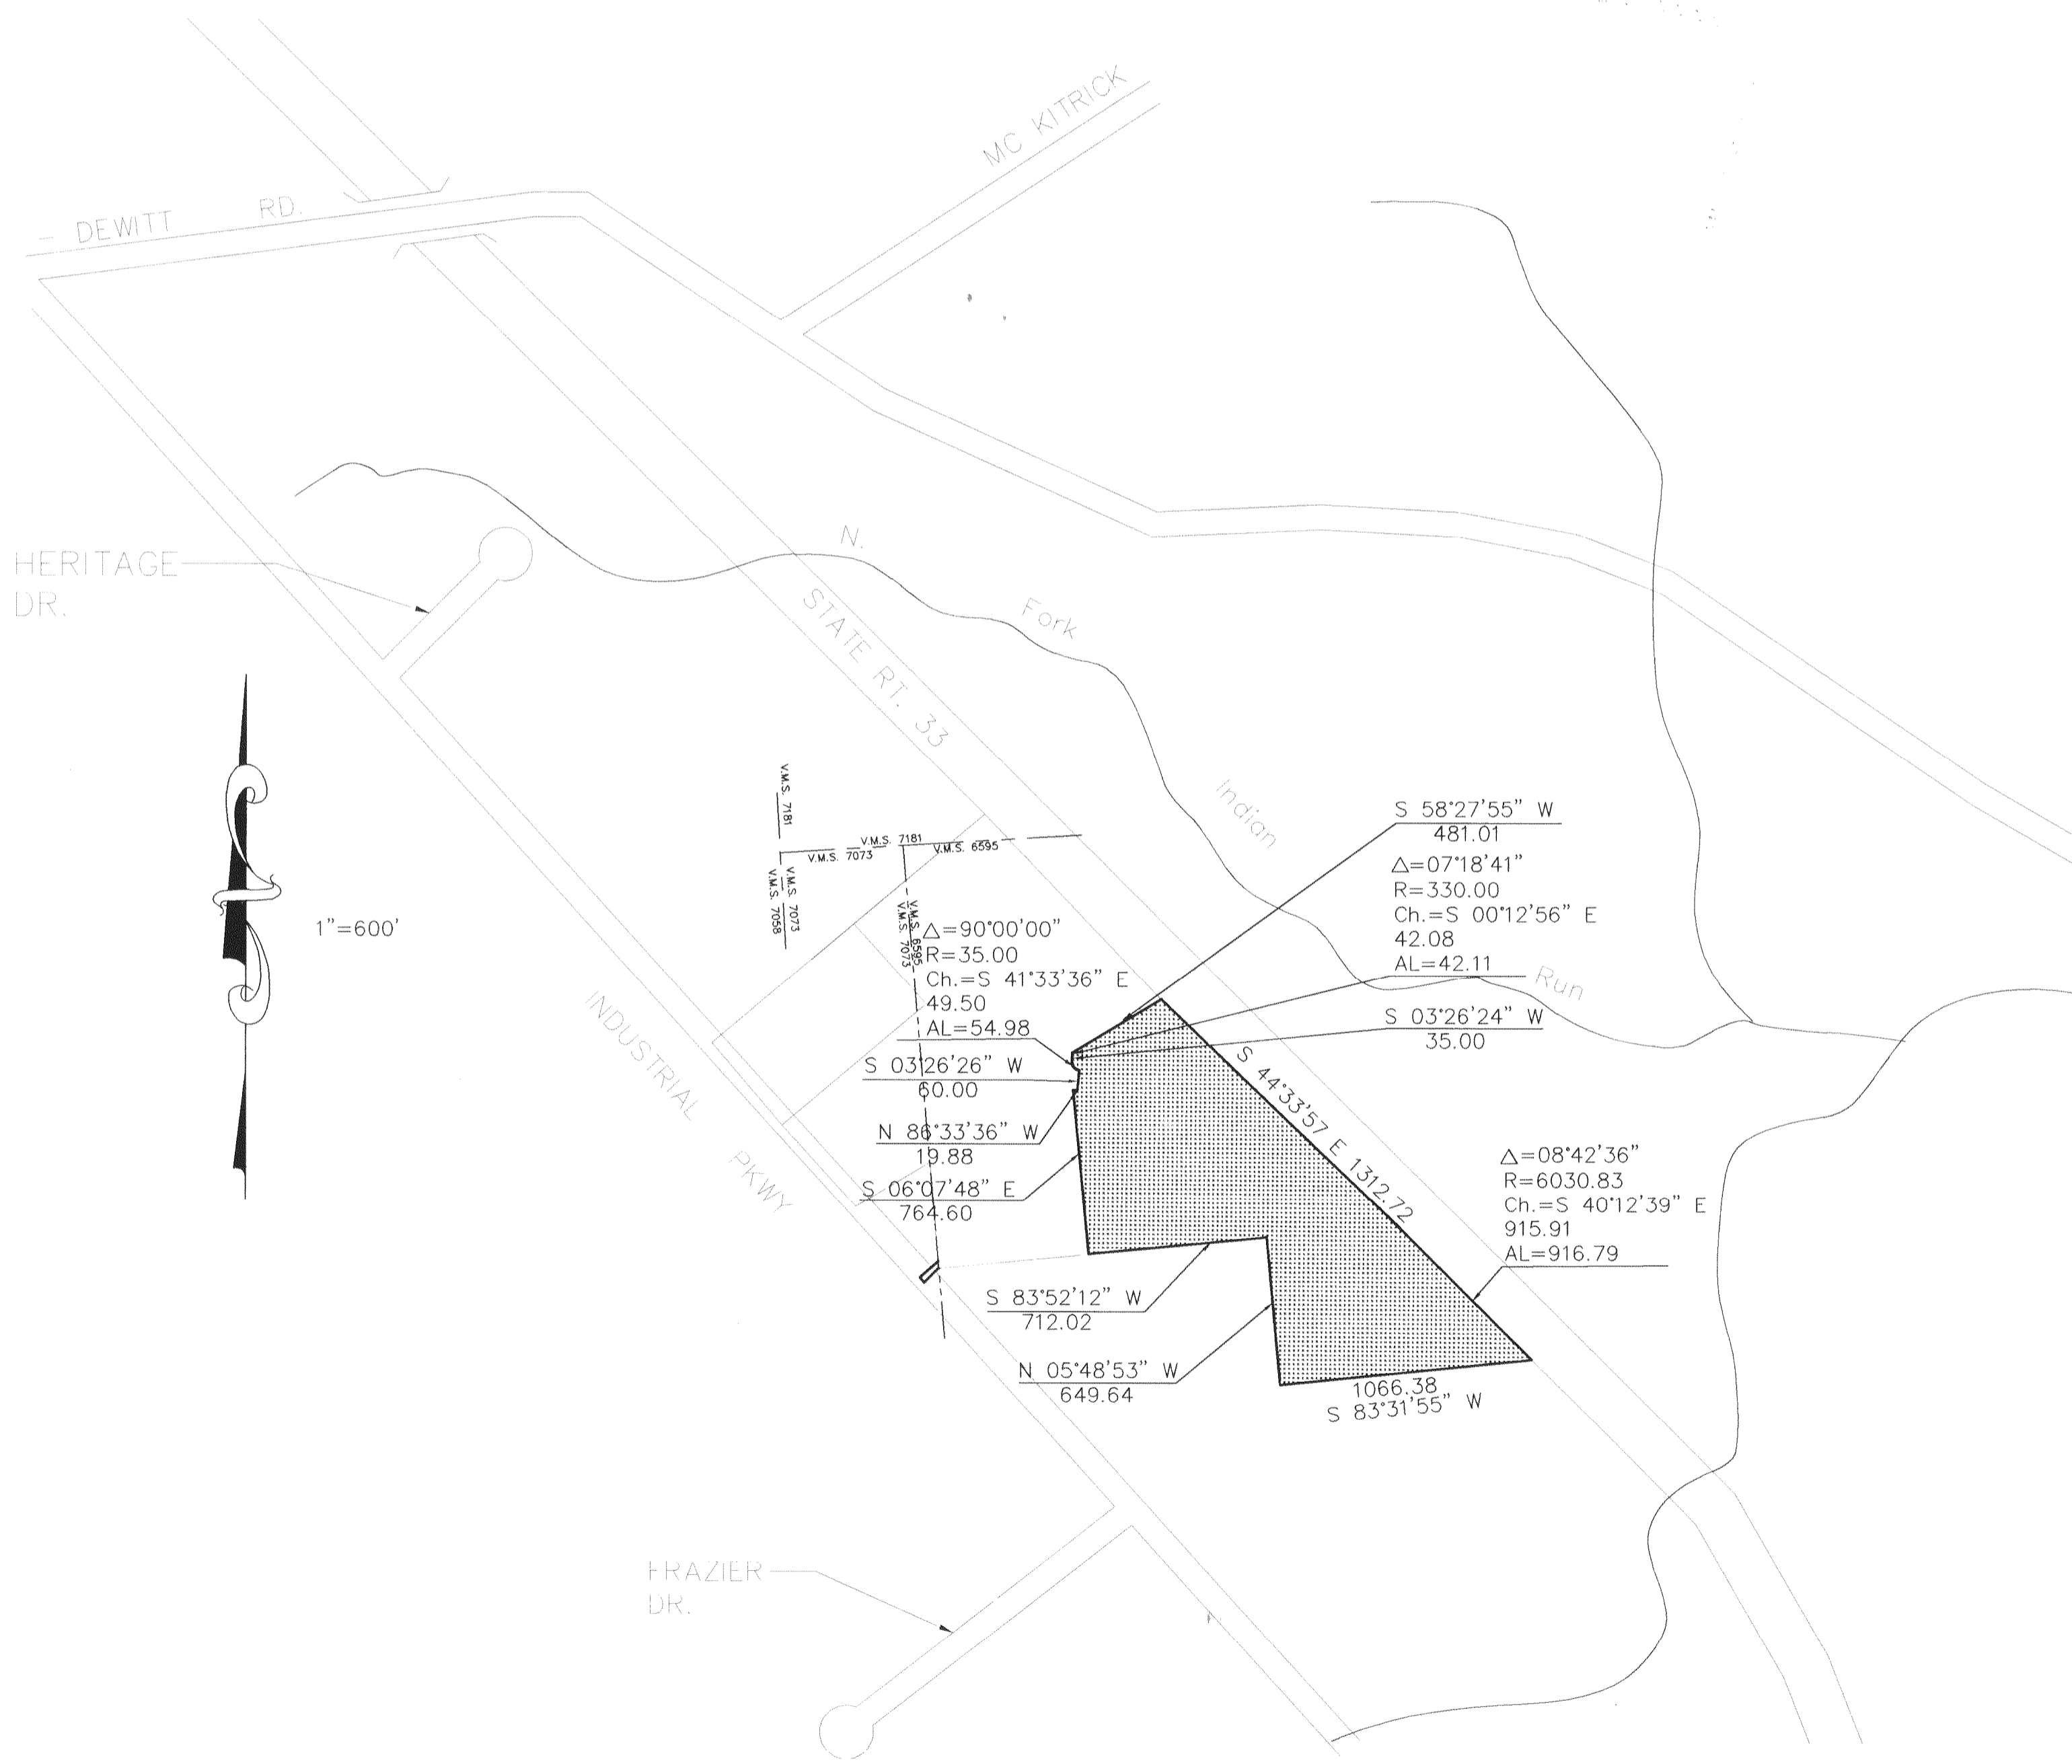 MC KITRICK
DEWITT RD.
N. Fork Indian Run
HERITAGE
DR.
STATE RT. 33
1"=600'
V.M.S. 7181
V.M.S. 7181
V.M.S. 7073
V.M.S. 6595
V.M.S. 7073
V.M.S. 7058
V.M.S. 6595
V.M.S. 7073
S 58°27'55" W
481.01
△=07°18'41"
R=330.00
Ch.=S 00°12'56" E
42.08
AL=42.11
S 03°26'24" W
35.00
△=90°00'00"
R=35.00
Ch.=S 41°33'36" E
49.50
AL=54.98
S 03°26'26" W
60.00
N 86°33'36" W
19.88
S 06°07'48" E
764.60
S 44°33'57 E 1312.72
△=08°42'36"
R=6030.83
Ch.=S 40°12'39" E
915.91
AL=916.79
INDUSTRIAL PKWY
S 83°52'12" W
712.02
N 05°48'53" W
649.64
1066.38
S 83°31'55" W
FRAZIER
DR.